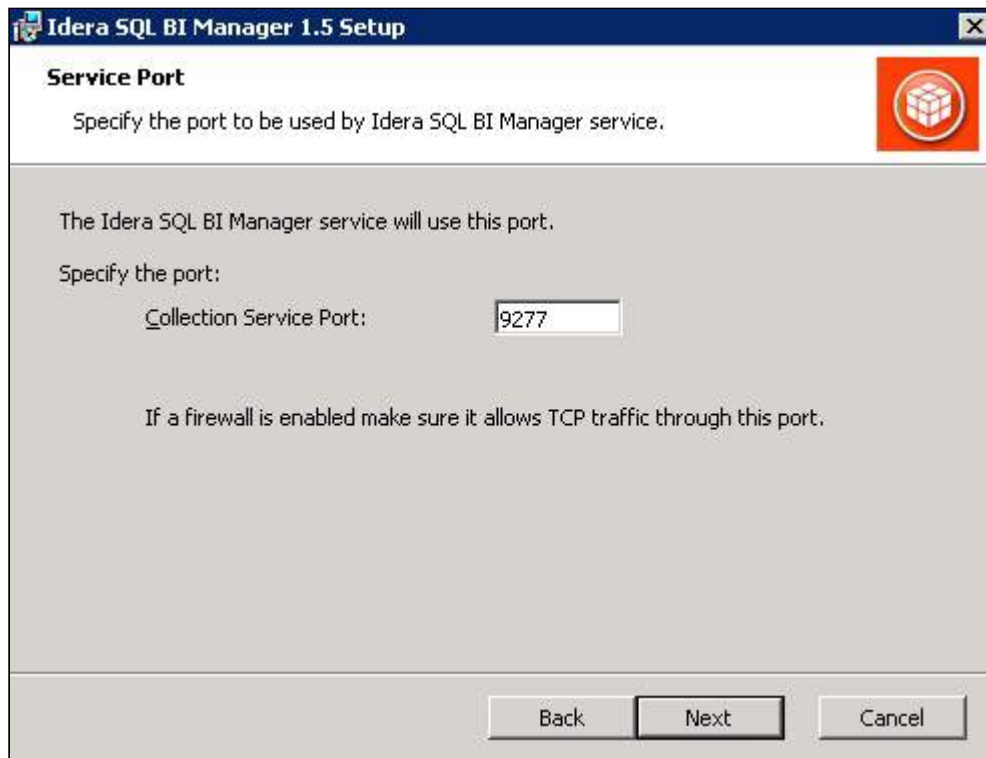 Idera SQL BI Manager 1.5 Setup
Service Port
Specify the port to be used by Idera SQL BI Manager service.
The Idera SQL BI Manager service will use this port.
Specify the port:
Collection Service Port: 9277
If a firewall is enabled make sure it allows TCP traffic through this port.
Back Next Cancel